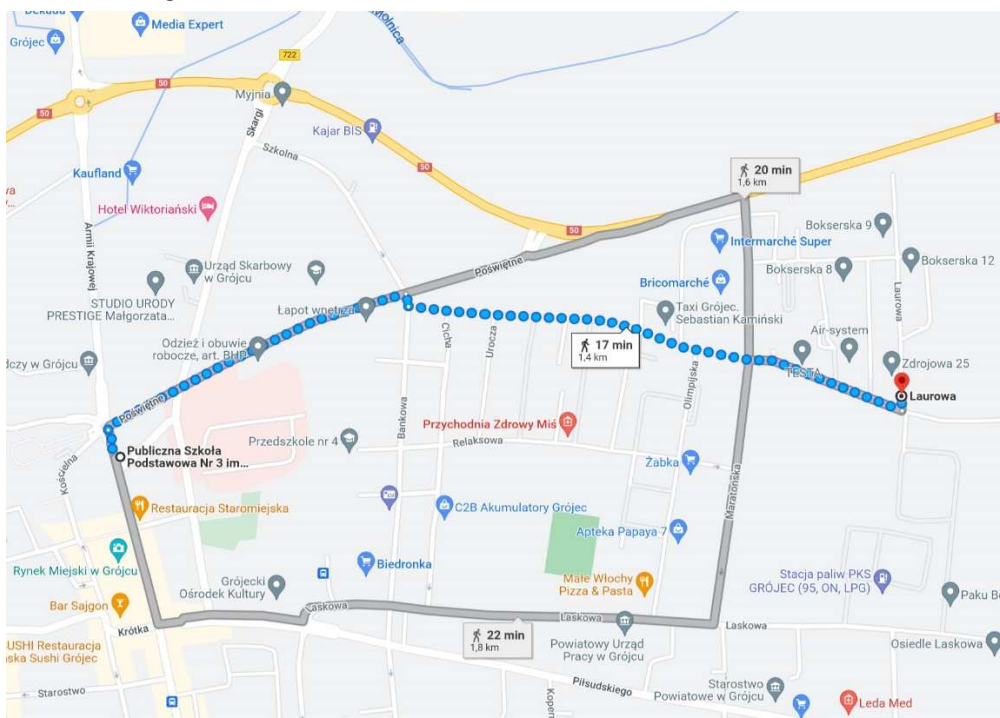 Media Expert
Grójec
722
50
50
Myjnia
Skargi
Kajar BIS
Szkolna
Kaufland
50
20 min
1,6 km
Hotel Wiktoriański
Armii Krajowej
50
Intermarché Super
Bokserska 9
Poświętne
Urząd Skarbowy
w Grójcu
Bricomarché
Bokserska 8
Bokserska 12
STUDIO URODY
PRESTIGE Małgorzata...
Łapot wnętrza
Laurowa
Taxi Grójec.
Sebastian Kamiński
Cicha
Urocza
Odzież i obuwie
robocze, art. BHP
17 min
1,4 km
Air-system
TESTA
Zdrojowa 25
Laurowa
Poświętne
Bankowa
Olimpijska
Przychodnia Zdrowy Miś
Przedszkole nr 4
Relaksowa
Publiczna Szkoła
Podstawowa Nr 3 im...
Kościelna
Żabka
Maratońska
Restauracja Staromiejska
C2B Akumulatory Grójec
Apteka Papaya 7
Rynek Miejski w Grójcu
Biedronka
Grójecki
Ośrodek Kultury
Małe Włochy
Pizza & Pasta
Stacja paliw PKS
GRÓJEC (95, ON, LPG)
Bar Sajgon
Laskowa
Laskowa
Laskowa
Krótka
22 min
1,8 km
Powiatowy Urząd
Pracy w Grójcu
Osiedle Laskowa
USHI Restauracja
ska Sushi Grójec
Starostwo
Piłsudskiego
Starostwo
Powiatowe w Grójcu
Leda Med